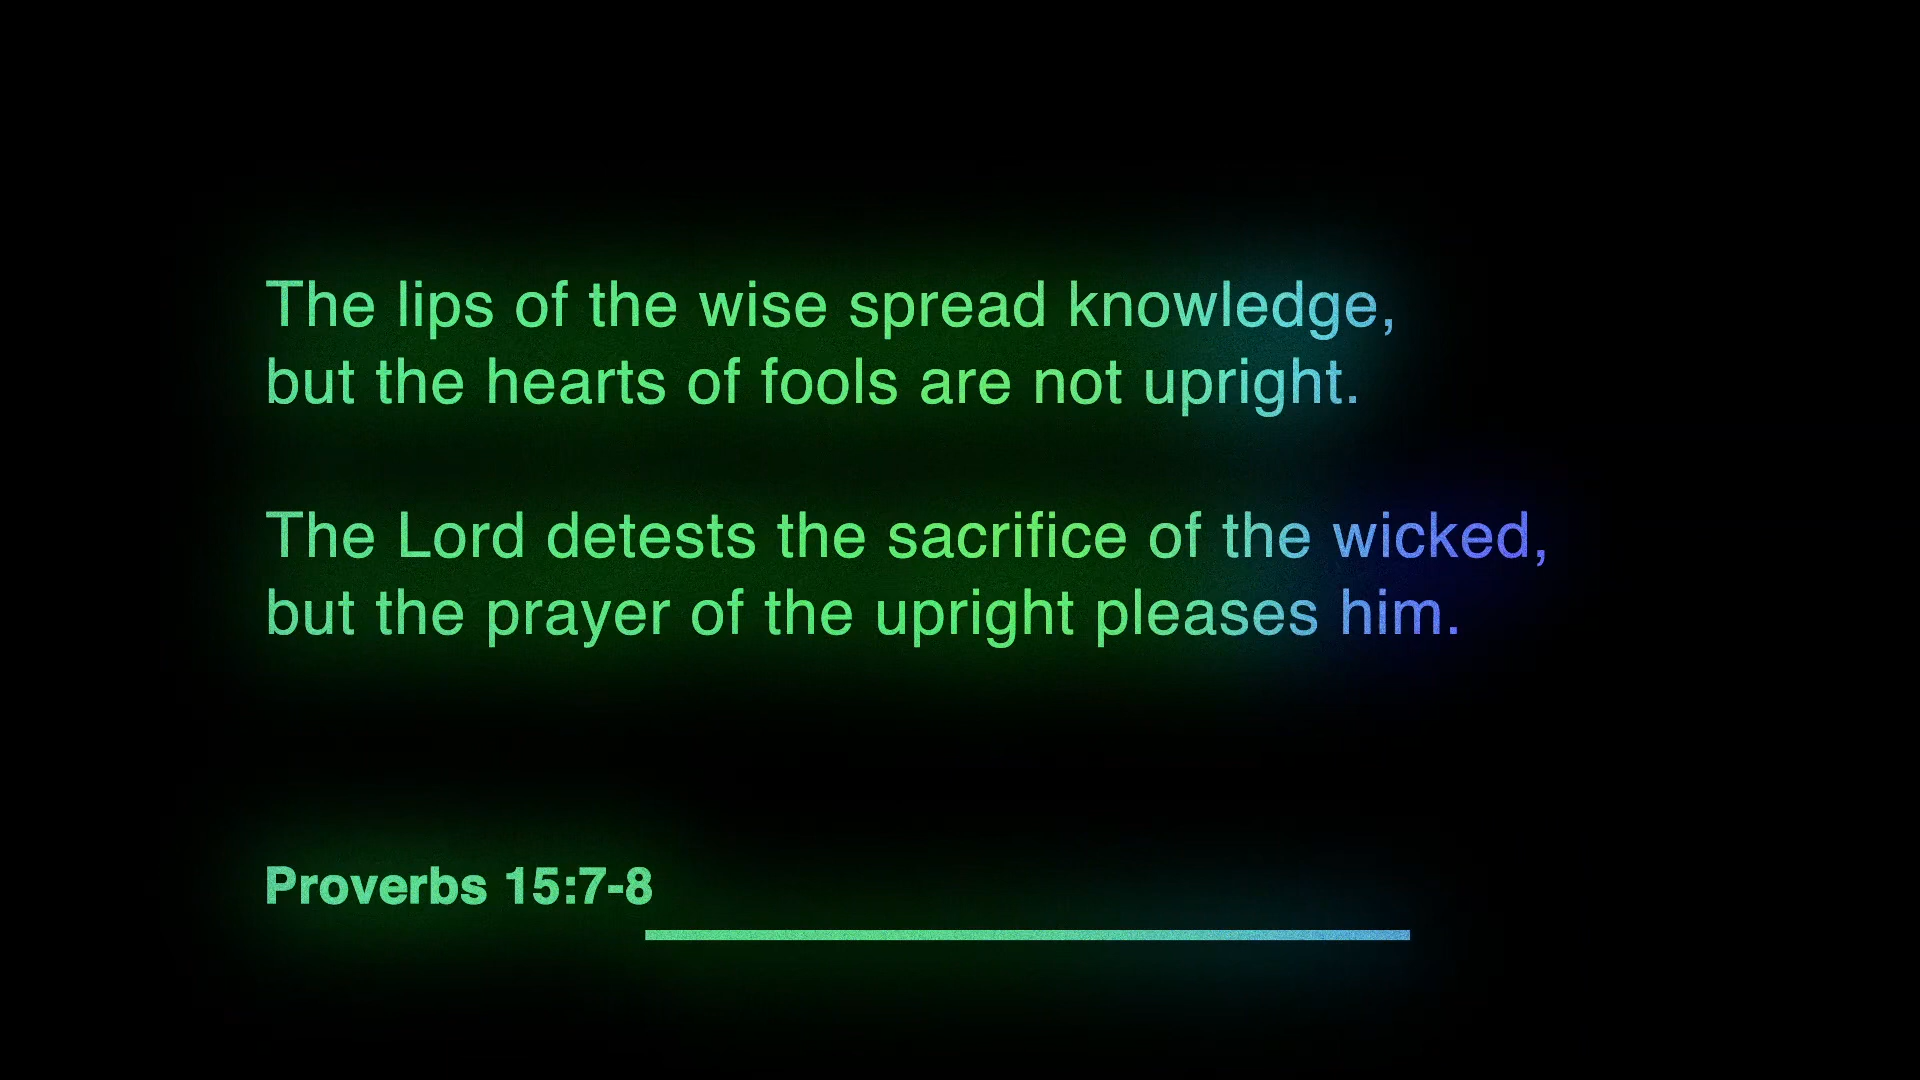 The lips of the wise spread knowledge,
but the hearts of fools are not upright.
The Lord detests the sacrifice of the wicked,
but the prayer of the upright pleases him.
Proverbs 15:7-8